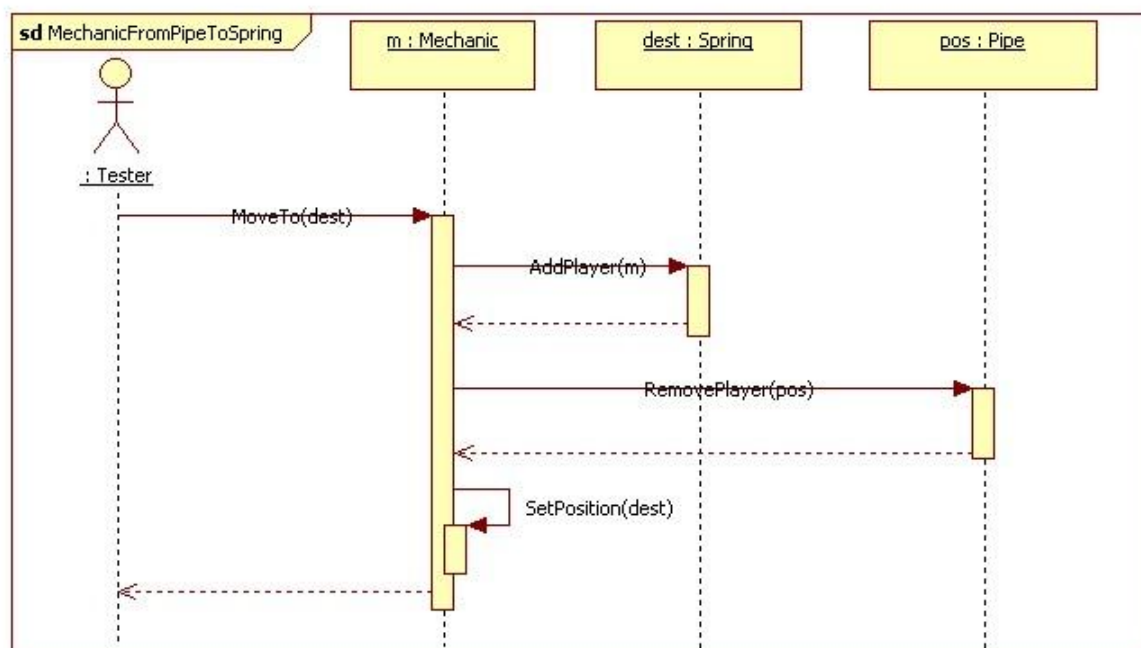 sd MechanicFromPipeToSpring
m : Mechanic
dest : Spring
pos : Pipe
: Tester
MoveTo(dest)
AddPlayer(m)
RemovePlayer(pos)
SetPosition(dest)